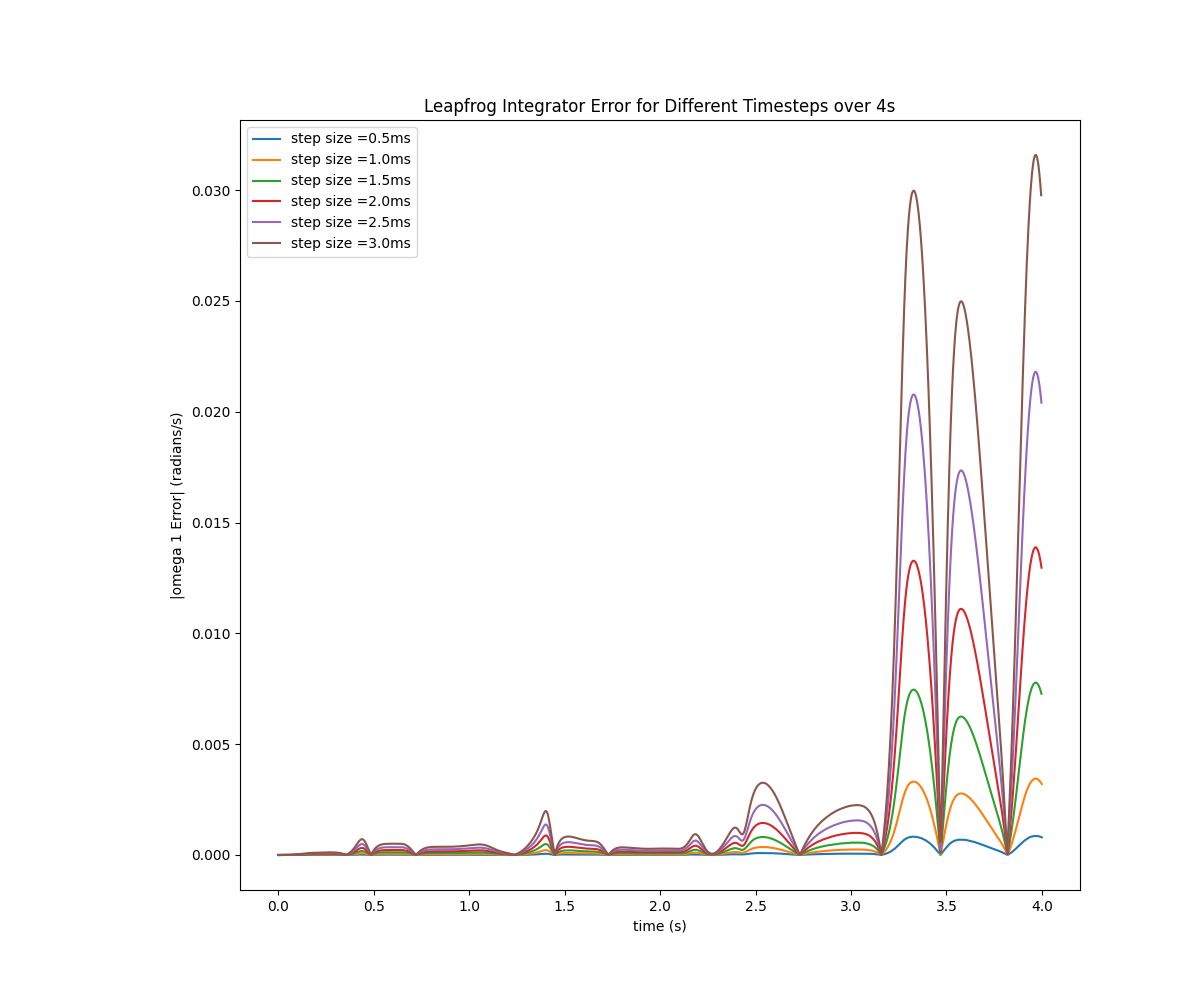 Leapfrog Integrator Error for Different Timesteps over 4s
step size =0.5ms
step size =1.0ms
step size =1.5ms
step size =2.0ms
step size =2.5ms
step size =3.0ms
0.030
0.025
0.020
0.015
0.010
0.005
0.000
|omega 1 Error| (radians/s)
0.0 0.5 1.0 1.5 2.0 2.5 3.0 3.5 4.0
time (s)